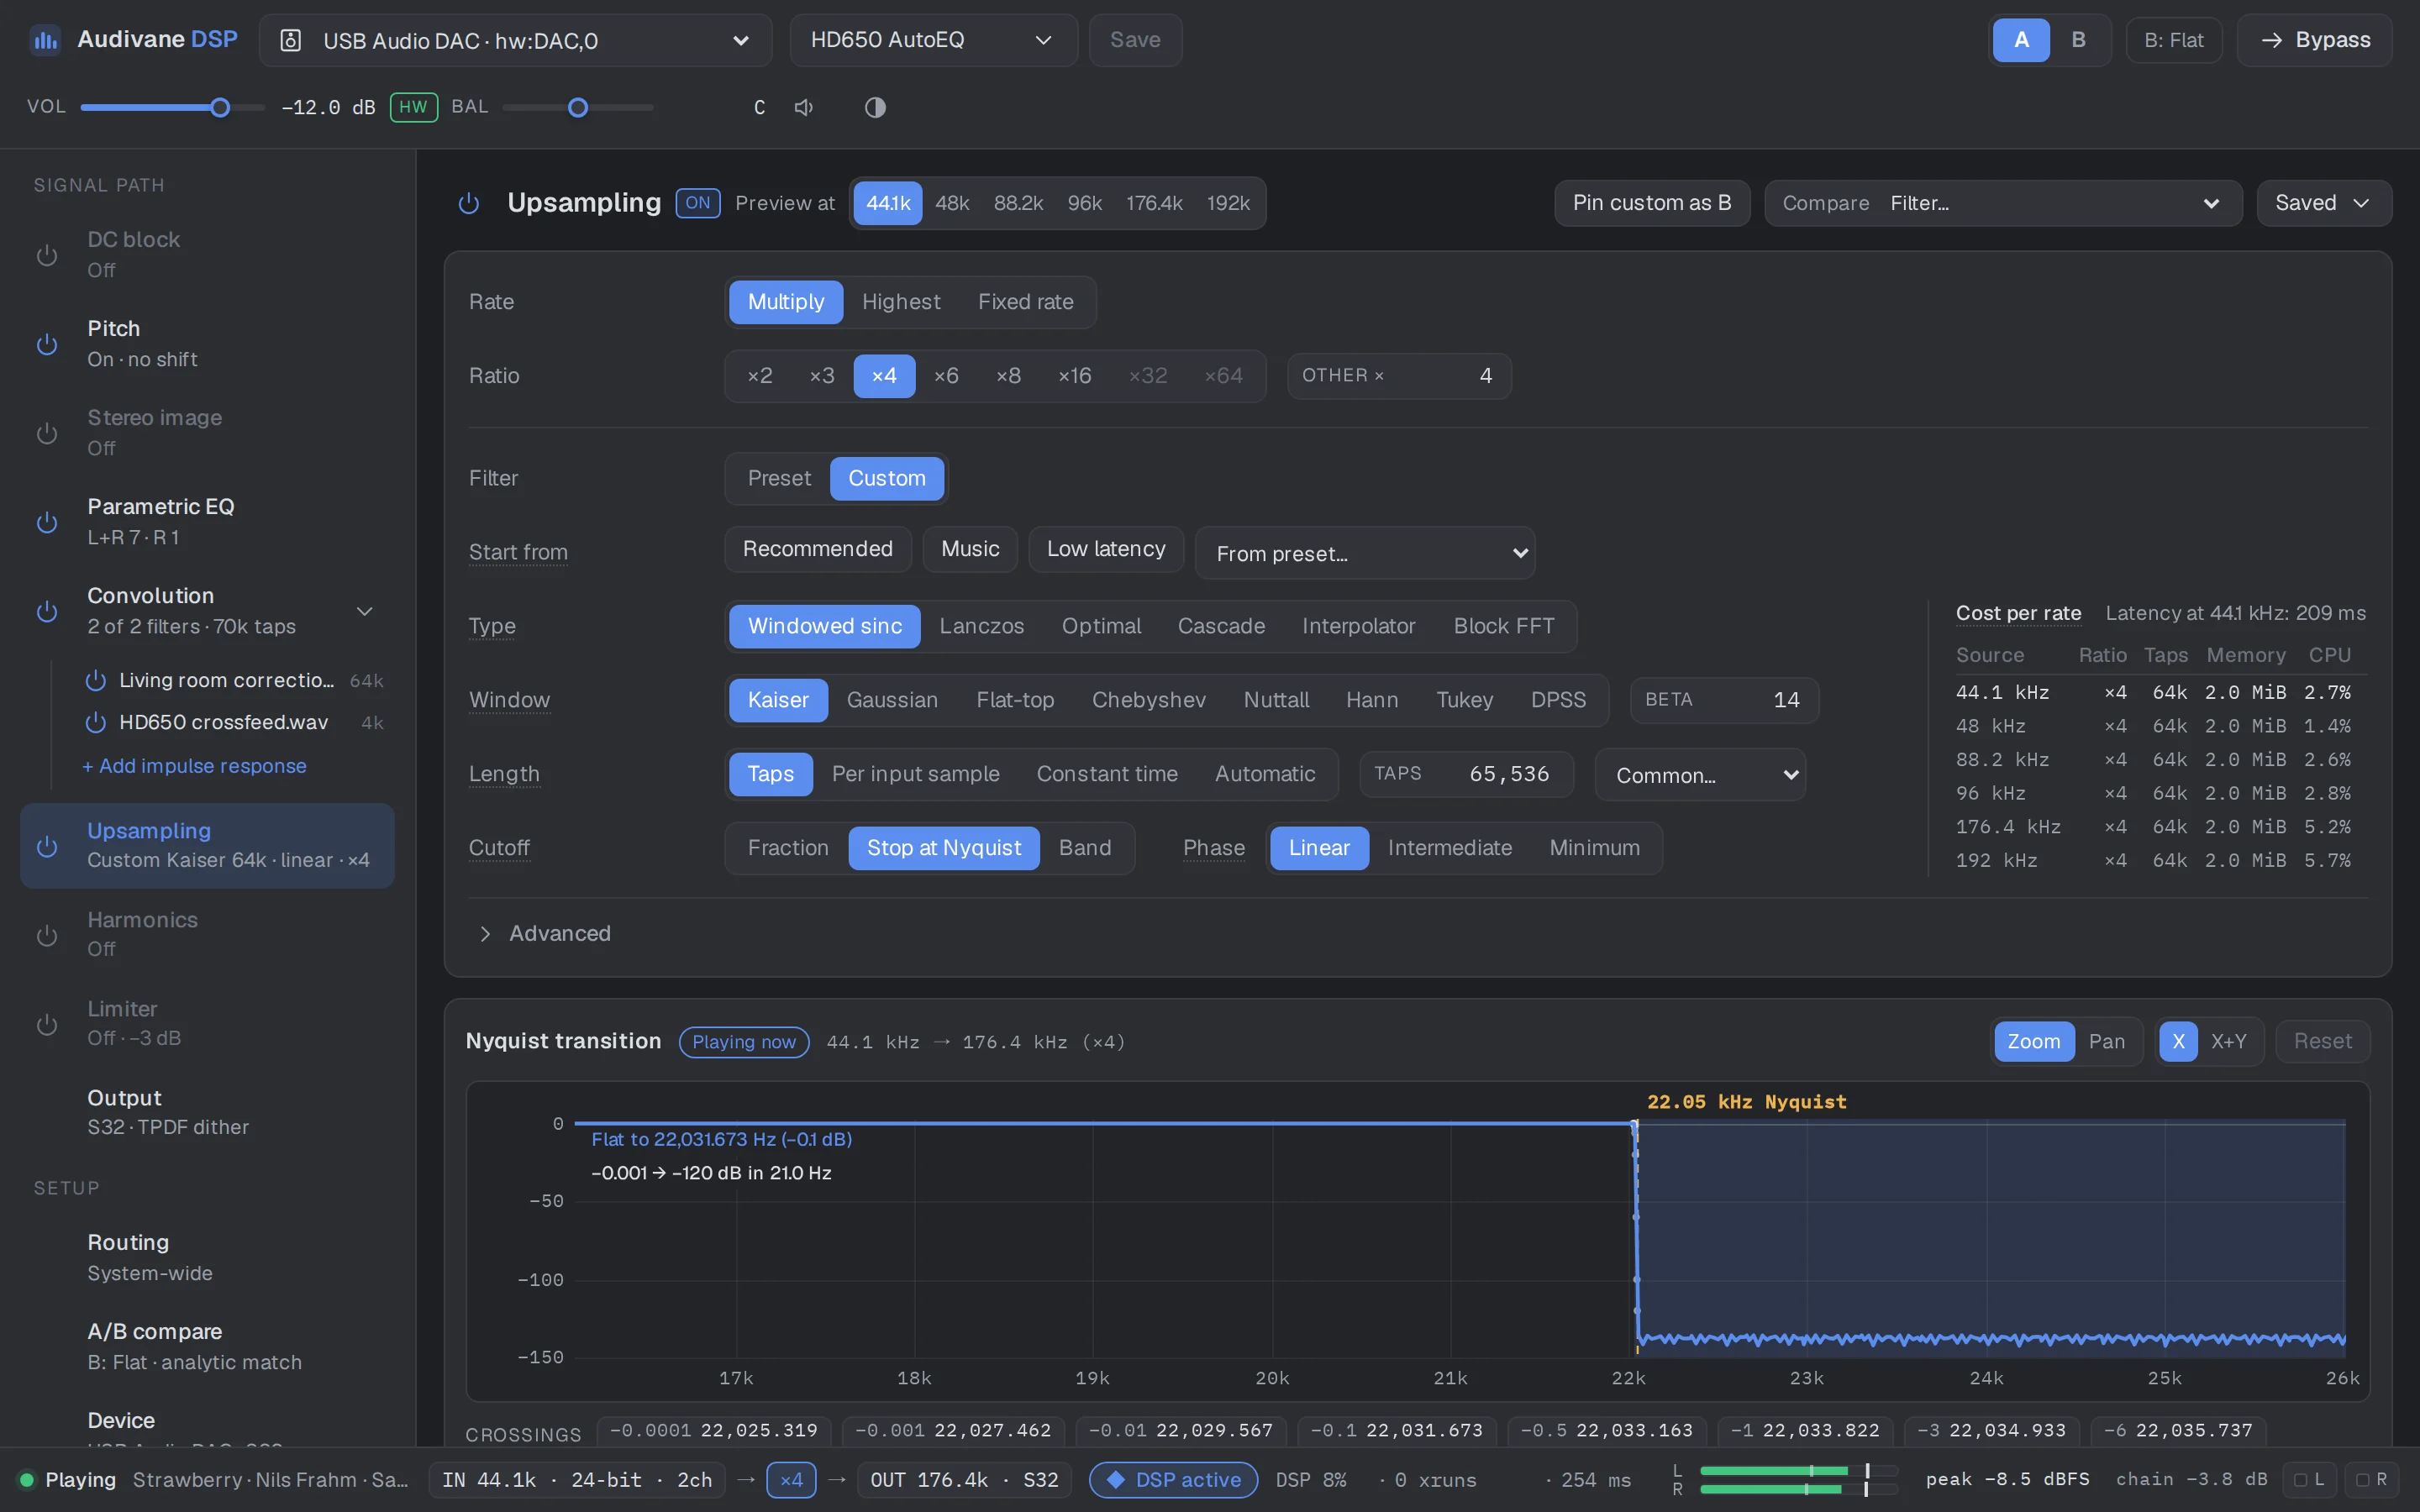 Audivane DSP
USB Audio DAC · hw:DAC,0
HD650 AutoEQ
Save
A B
B: Flat
Bypass
VOL
−12.0 dB
HW
BAL
C
SIGNAL PATH
DC block
Off
Pitch
On · no shift
Stereo image
Off
Parametric EQ
L+R 7 · R 1
Convolution
2 of 2 filters · 70k taps
Living room correctio… 64k
HD650 crossfeed.wav 4k
+ Add impulse response
Upsampling
Custom Kaiser 64k · linear · ×4
Harmonics
Off
Limiter
Off · −3 dB
Output
S32 · TPDF dither
SETUP
Routing
System-wide
A/B compare
B: Flat · analytic match
Device
Upsampling ON Preview at 44.1k 48k 88.2k 96k 176.4k 192k
Pin custom as B
Compare Filter...
Saved
Rate Multiply Highest Fixed rate
Ratio ×2 ×3 ×4 ×6 ×8 ×16 ×32 ×64 OTHER × 4
Filter Preset Custom
Start from Recommended Music Low latency From preset...
Type Windowed sinc Lanczos Optimal Cascade Interpolator Block FFT
Window Kaiser Gaussian Flat-top Chebyshev Nuttall Hann Tukey DPSS BETA 14
Length Taps Per input sample Constant time Automatic TAPS 65,536 Common...
Cutoff Fraction Stop at Nyquist Band Phase Linear Intermediate Minimum
Cost per rate Latency at 44.1 kHz: 209 ms
Source Ratio Taps Memory CPU
44.1 kHz ×4 64k 2.0 MiB 2.7%
48 kHz ×4 64k 2.0 MiB 1.4%
88.2 kHz ×4 64k 2.0 MiB 2.6%
96 kHz ×4 64k 2.0 MiB 2.8%
176.4 kHz ×4 64k 2.0 MiB 5.2%
192 kHz ×4 64k 2.0 MiB 5.7%
Advanced
Nyquist transition Playing now 44.1 kHz → 176.4 kHz (×4)
Zoom Pan X X+Y Reset
22.05 kHz Nyquist
Flat to 22,031.673 Hz (−0.1 dB)
−0.001 → −120 dB in 21.0 Hz
0
−50
−100
−150
17k 18k 19k 20k 21k 22k 23k 24k 25k 26k
CROSSINGS −0.0001 22,025.319 −0.001 22,027.462 −0.01 22,029.567 −0.1 22,031.673 −0.5 22,033.163 −1 22,033.822 −3 22,034.933 −6 22,035.737
Playing Strawberry · Nils Frahm · Sa… IN 44.1k · 24-bit · 2ch → ×4 → OUT 176.4k · S32 DSP active DSP 8% · 0 xruns · 254 ms
L
R
peak −8.5 dBFS chain −3.8 dB L R